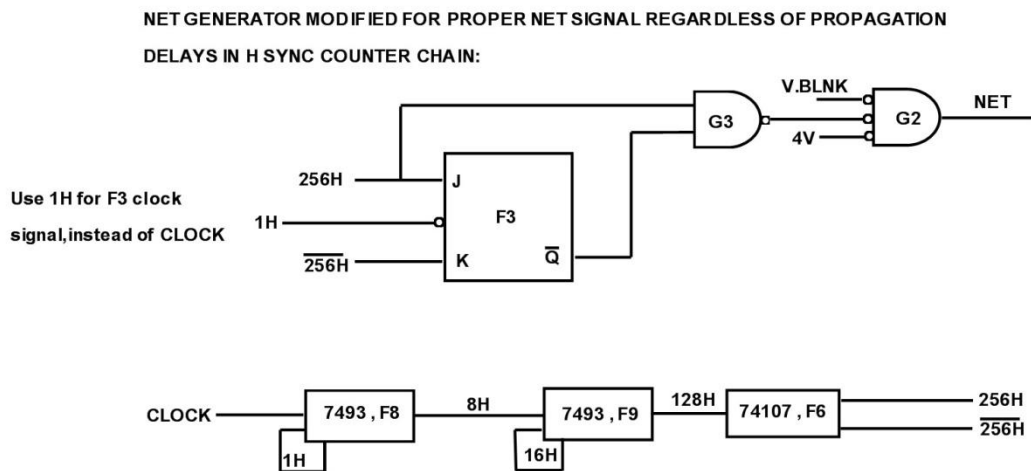 NET GENERATOR MODIFIED FOR PROPER NET SIGNAL REGARDLESS OF PROPAGATION
DELAYS IN H SYNC COUNTER CHAIN:
V.BLNK
NET
G3
G2
4V
256H
J
Use 1H for F3 clock
signal,instead of CLOCK
1H
F3
256H
K
Q
CLOCK
7493 , F8
8H
7493 , F9
128H
74107 , F6
256H
256H
1H
16H